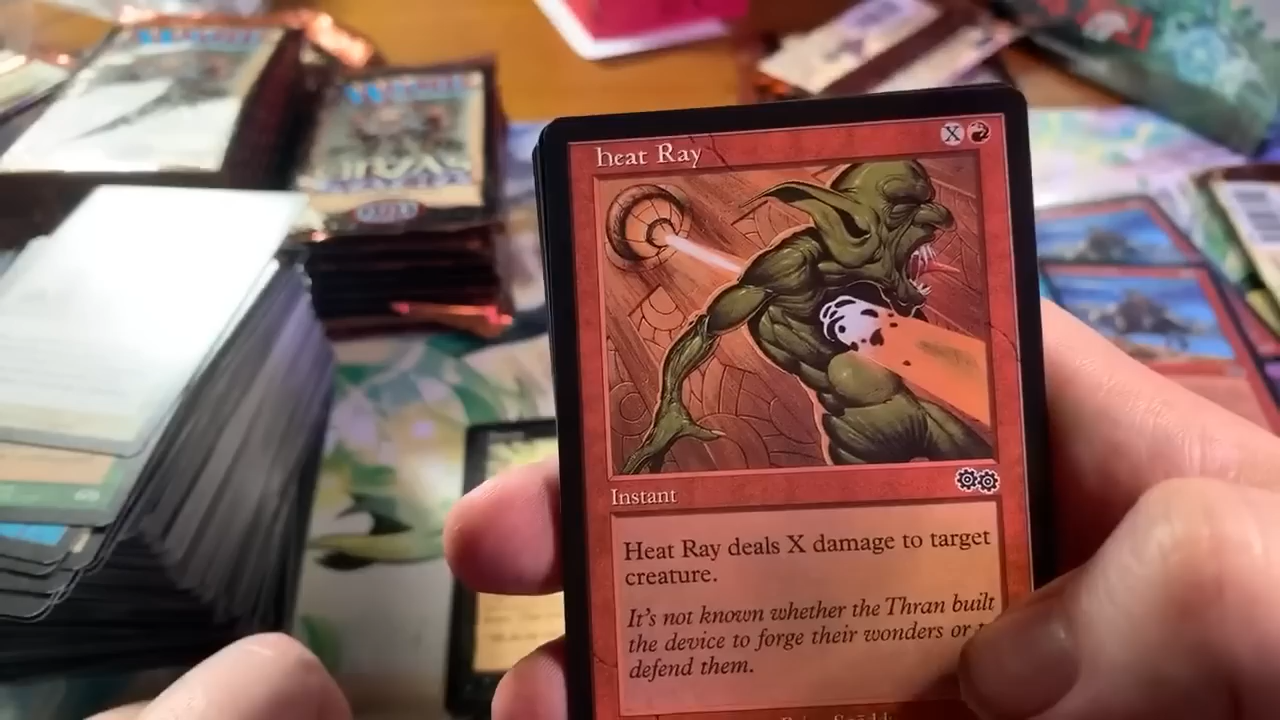 Heat Ray
X
Instant
Heat Ray deals X damage to target
creature.
It's not known whether the Thran built
the device to forge their wonders or
defend them.